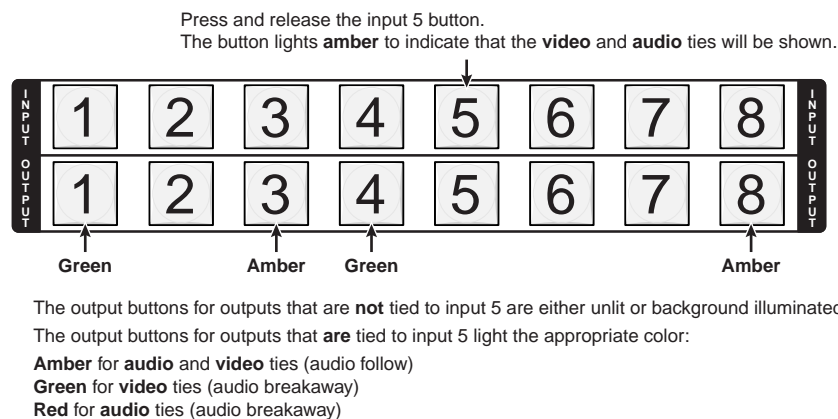 Press and release the input 5 button.
The button lights amber to indicate that the video and audio ties will be shown.
INPUT 1 2 3 4 5 6 7 8 INPUT
OUTPUT 1 2 3 4 5 6 7 8 OUTPUT
Green Amber Green Amber
The output buttons for outputs that are not tied to input 5 are either unlit or background illuminated
The output buttons for outputs that are tied to input 5 light the appropriate color:
Amber for audio and video ties (audio follow)
Green for video ties (audio breakaway)
Red for audio ties (audio breakaway)